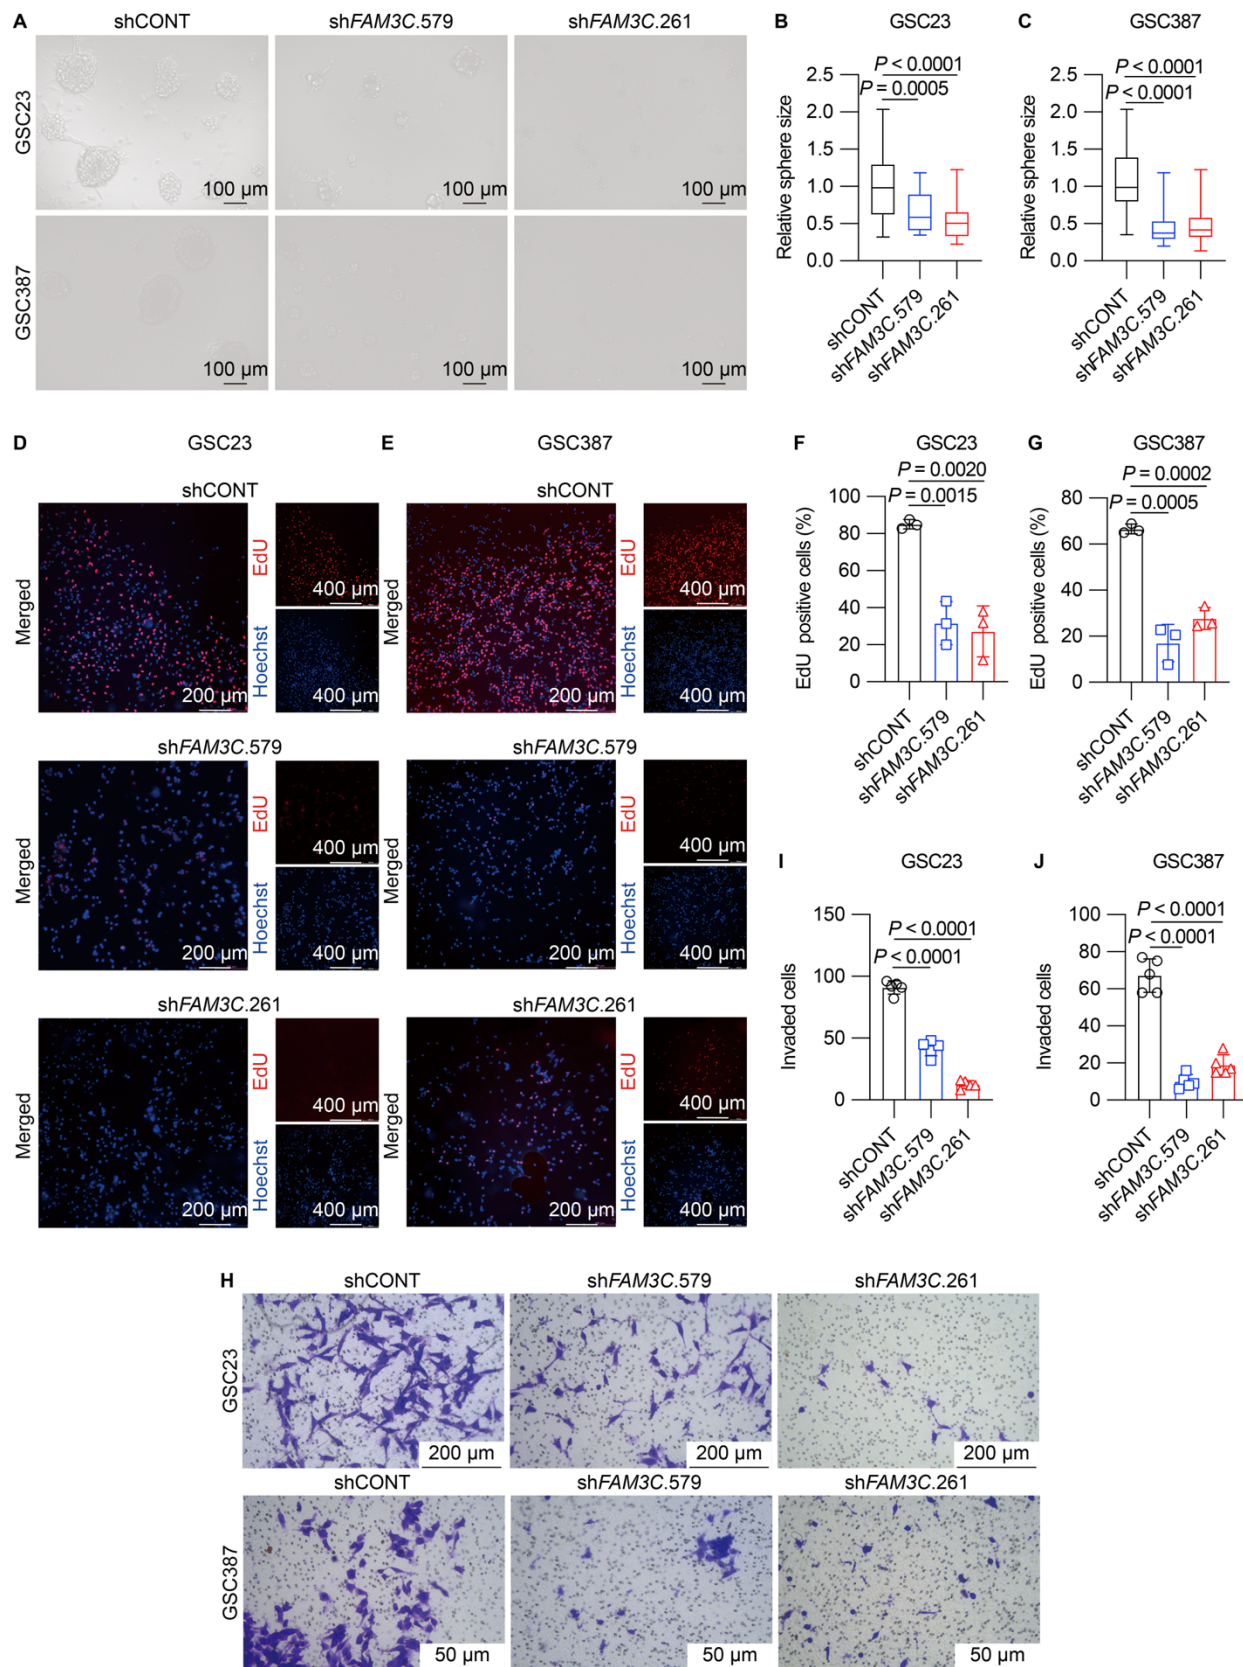 A
shCONT
shFAM3C.579
shFAM3C.261
GSC23
100 µm
100 µm
100 µm
GSC387
100 µm
100 µm
100 µm
B
GSC23
P < 0.0001
P = 0.0005
Relative sphere size
2.5
2.0
1.5
1.0
0.5
0.0
shCONT
shFAM3C.579
shFAM3C.261
C
GSC387
P < 0.0001
P < 0.0001
Relative sphere size
2.5
2.0
1.5
1.0
0.5
0.0
shCONT
shFAM3C.579
shFAM3C.261
D
GSC23
shCONT
Merged
200 µm
EdU
400 µm
Hoechst
400 µm
shFAM3C.579
Merged
200 µm
EdU
400 µm
Hoechst
400 µm
shFAM3C.261
Merged
200 µm
EdU
400 µm
Hoechst
400 µm
E
GSC387
shCONT
Merged
200 µm
EdU
400 µm
Hoechst
400 µm
shFAM3C.579
Merged
200 µm
EdU
400 µm
Hoechst
400 µm
shFAM3C.261
Merged
200 µm
EdU
400 µm
Hoechst
400 µm
F
GSC23
P = 0.0020
P = 0.0015
EdU positive cells (%)
100
80
60
40
20
0
shCONT
shFAM3C.579
shFAM3C.261
G
GSC387
P = 0.0002
P = 0.0005
EdU positive cells (%)
80
60
40
20
0
shCONT
shFAM3C.579
shFAM3C.261
I
GSC23
P < 0.0001
P < 0.0001
Invaded cells
150
100
50
0
shCONT
shFAM3C.579
shFAM3C.261
J
GSC387
P < 0.0001
P < 0.0001
Invaded cells
100
80
60
40
20
0
shCONT
shFAM3C.579
shFAM3C.261
H
shCONT
shFAM3C.579
shFAM3C.261
GSC23
200 µm
200 µm
200 µm
shCONT
shFAM3C.579
shFAM3C.261
GSC387
50 µm
50 µm
50 µm